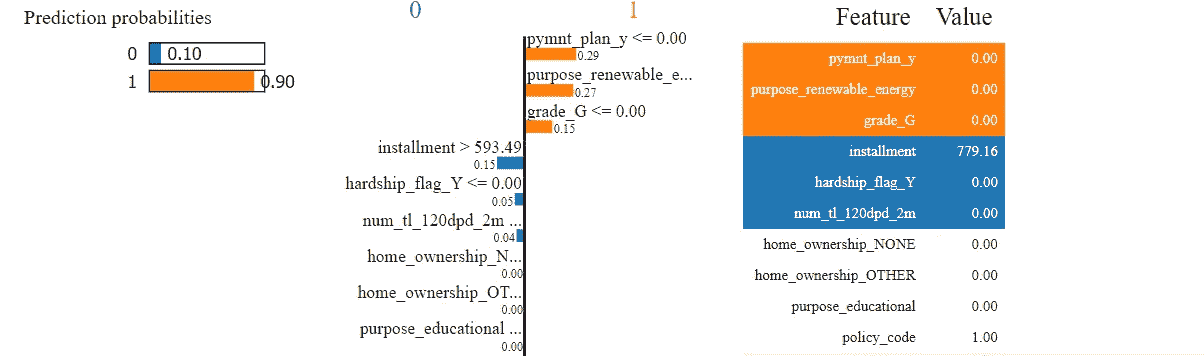 Prediction probabilities
0 0.10
1 0.90
0 1
pymnt_plan_y <= 0.00
0.29
purpose_renewable_e...
0.27
grade_G <= 0.00
0.15
installment > 593.49
0.15
hardship_flag_Y <= 0.00
0.05
num_tl_120dpd_2m ...
0.04
home_ownership_N...
0.00
home_ownership_OT...
0.00
purpose_educational ...
0.00
Feature Value
pymnt_plan_y 0.00
purpose_renewable_energy 0.00
grade_G 0.00
installment 779.16
hardship_flag_Y 0.00
num_tl_120dpd_2m 0.00
home_ownership_NONE 0.00
home_ownership_OTHER 0.00
purpose_educational 0.00
policy_code 1.00